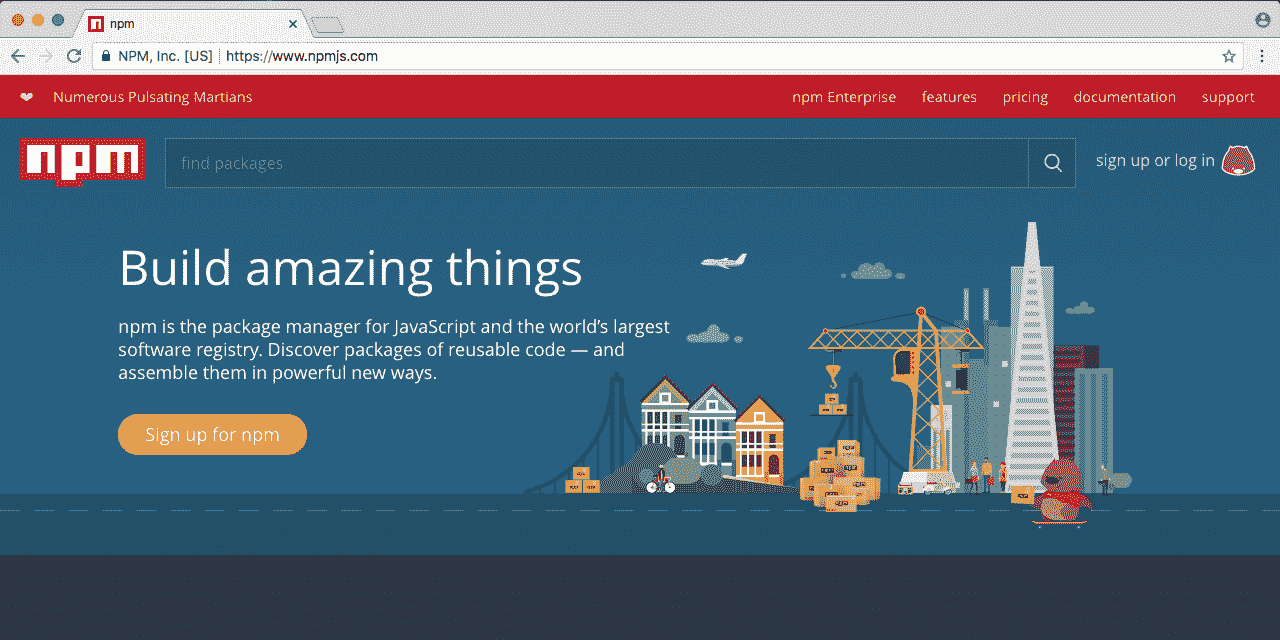 npm
NPM, Inc. [US] https://www.npmjs.com
❤ Numerous Pulsating Martians
npm Enterprise features pricing documentation support
npm
find packages
sign up or log in
Build amazing things
npm is the package manager for JavaScript and the world’s largest
software registry. Discover packages of reusable code — and
assemble them in powerful new ways.
Sign up for npm